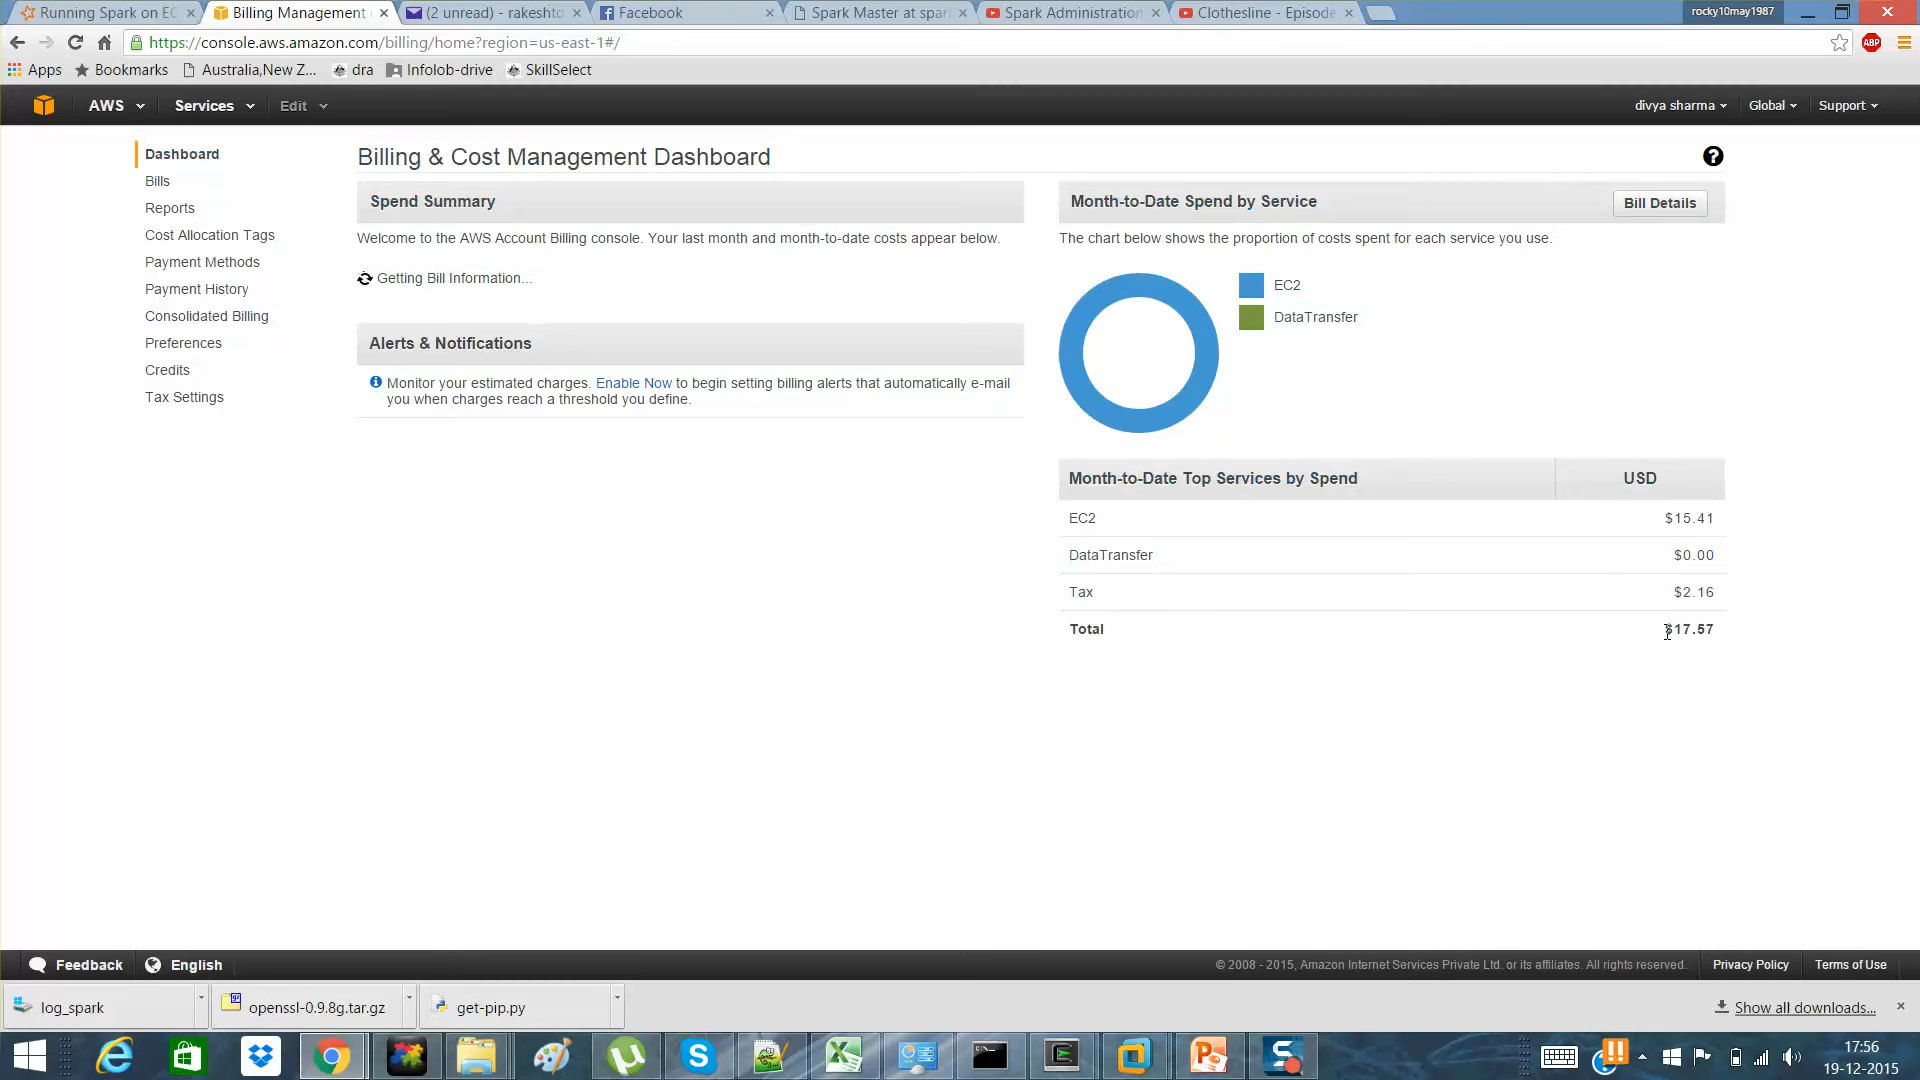 Running Spark on EC
Billing Management
(2 unread) - rakeshto
Facebook
Spark Master at spar
Spark Administration
Clothesline - Episode
rocky10may1987
https://console.aws.amazon.com/billing/home?region=us-east-1#/
ABP
Apps
Bookmarks
Australia,New Z...
dra
Infolob-drive
SkillSelect
AWS
Services
Edit
divya sharma
Global
Support
Dashboard
Bills
Reports
Cost Allocation Tags
Payment Methods
Payment History
Consolidated Billing
Preferences
Credits
Tax Settings
Billing & Cost Management Dashboard
?
Spend Summary
Welcome to the AWS Account Billing console. Your last month and month-to-date costs appear below.
Getting Bill Information...
Alerts & Notifications
Monitor your estimated charges. Enable Now to begin setting billing alerts that automatically e-mail
you when charges reach a threshold you define.
Month-to-Date Spend by Service
Bill Details
The chart below shows the proportion of costs spent for each service you use.
EC2
DataTransfer
Month-to-Date Top Services by Spend USD
EC2 $15.41
DataTransfer $0.00
Tax $2.16
Total $17.57
Feedback
English
© 2008 - 2015, Amazon Internet Services Private Ltd. or its affiliates. All rights reserved.
Privacy Policy
Terms of Use
log_spark
openssl-0.9.8g.tar.gz
get-pip.py
Show all downloads...
17:56
19-12-2015